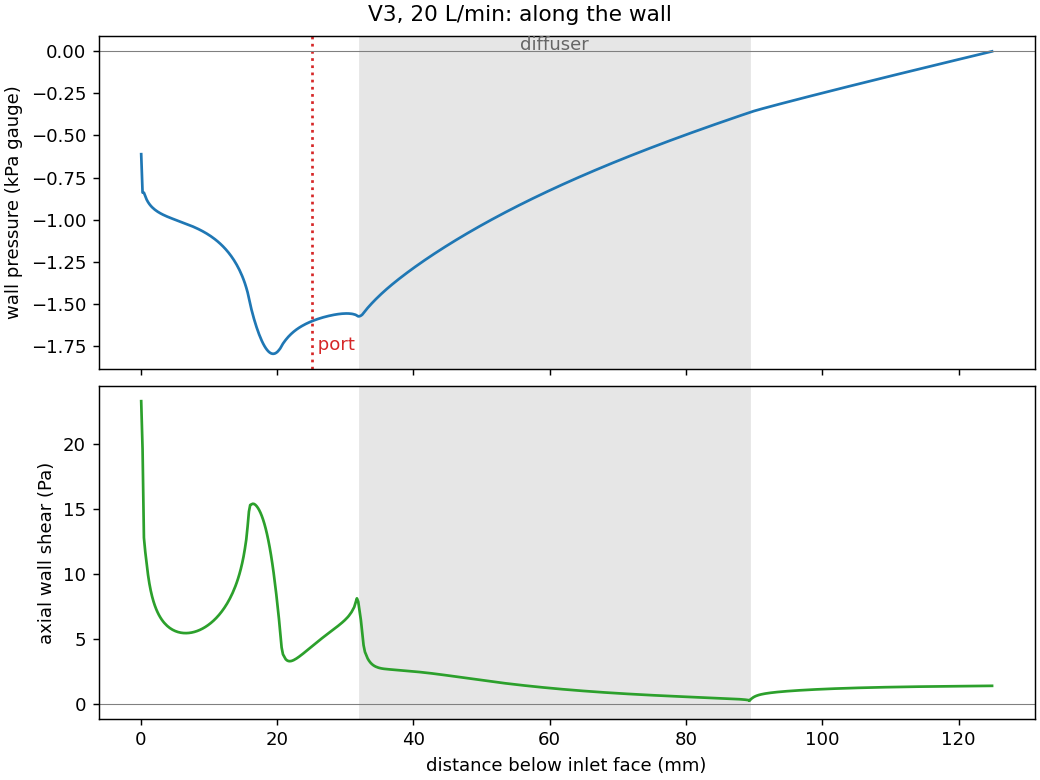 V3, 20 L/min: along the wall
diffuser
wall pressure (kPa gauge)
0.00
−0.25
−0.50
−0.75
−1.00
−1.25
−1.50
−1.75
port
axial wall shear (Pa)
20
15
10
5
0
0 20 40 60 80 100 120
distance below inlet face (mm)